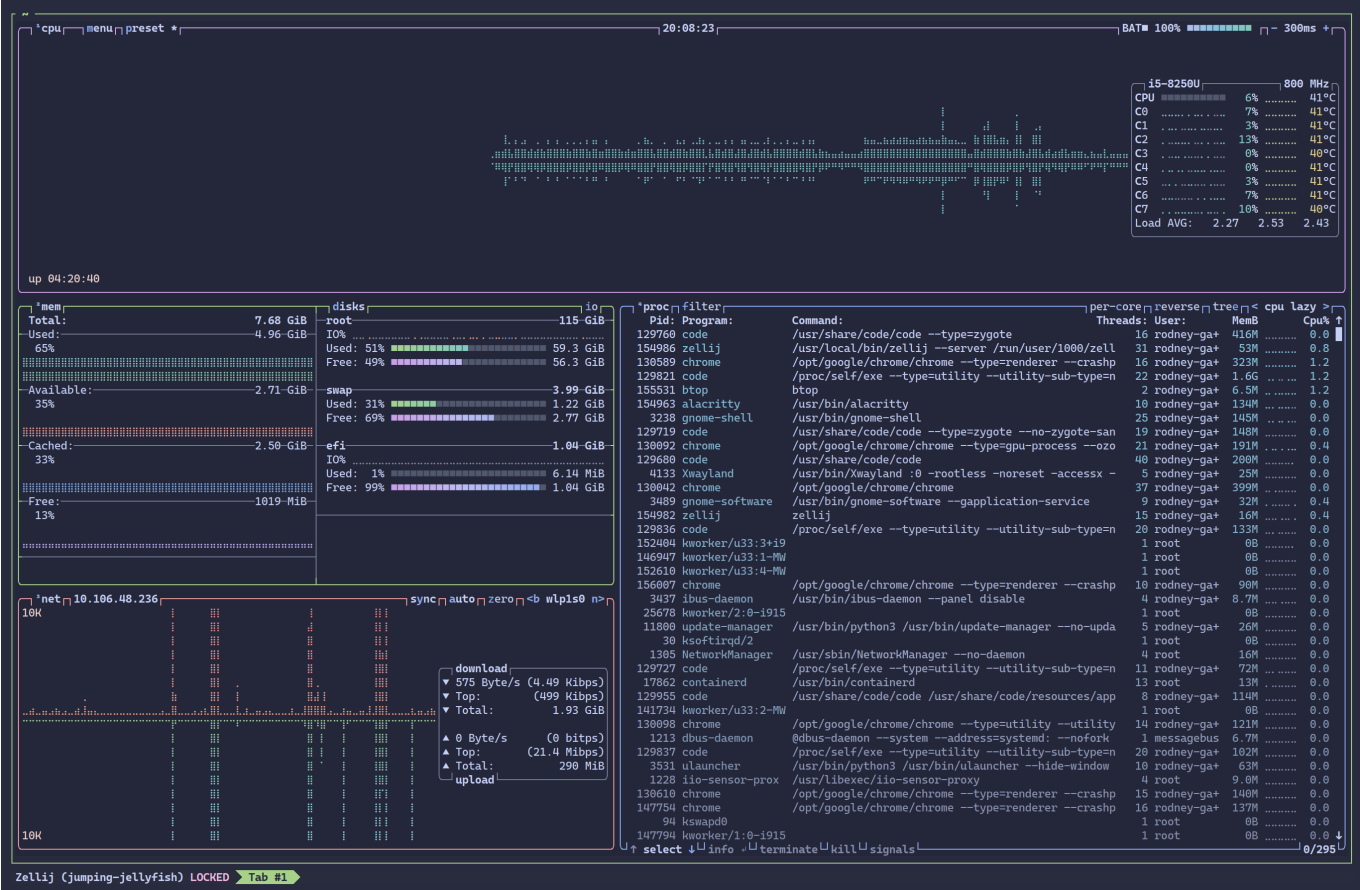 ~
¹cpu menu preset * 20:08:23 BAT■ 100% - 300ms +
i5-8250U 800 MHz
CPU 6% 41°C
C0 7% 41°C
C1 3% 41°C
C2 13% 41°C
C3 0% 40°C
C4 0% 41°C
C5 3% 41°C
C6 7% 41°C
C7 10% 40°C
Load AVG: 2.27 2.53 2.43
up 04:20:40
²mem
Total: 7.68 GiB
Used: 4.96 GiB
65%
Available: 2.71 GiB
35%
Cached: 2.50 GiB
33%
Free: 1019 MiB
13%
disks io
root 115 GiB
IO%
Used: 51% 59.3 G
Free: 49% 56.3 G
swap 3.99 GiB
Used: 31% 1.22 GiB
Free: 69% 2.77 GiB
efi 1.04 GiB
IO%
Used: 1% 6.14 MiB
Free: 99% 1.04 GiB
³net 10.106.48.236 sync auto zero <b wlp1s0 n>
10K
download
▼ 575 Byte/s (4.49 Kibps)
▼ Top: (499 Kibps)
▼ Total: 1.93 GiB
▲ 0 Byte/s (0 bitps)
▲ Top: (21.4 Mibps)
▲ Total: 290 MiB
upload
10K
⁴proc filter per-core reverse tree < cpu lazy >
Pid: Program: Command: Threads: User: MemB Cpu% ↑
129760 code /usr/share/code/code --type=zygote 16 rodney-ga+ 416M 0.0
154986 zellij /usr/local/bin/zellij --server /run/user/1000/zell 31 rodney-ga+ 53M 0.8
130589 chrome /opt/google/chrome/chrome --type=renderer --crashp 16 rodney-ga+ 323M 1.2
129821 code /proc/self/exe --type=utility --utility-sub-type=n 22 rodney-ga+ 1.6G 1.2
155531 btop btop 2 rodney-ga+ 6.5M 1.2
154963 alacritty /usr/bin/alacritty 10 rodney-ga+ 134M 0.0
3238 gnome-shell /usr/bin/gnome-shell 25 rodney-ga+ 145M 0.0
129719 code /usr/share/code/code --type=zygote --no-zygote-san 19 rodney-ga+ 148M 0.0
130092 chrome /opt/google/chrome/chrome --type=gpu-process --ozo 21 rodney-ga+ 191M 0.4
129680 code /usr/share/code/code 40 rodney-ga+ 200M 0.0
4133 Xwayland /usr/bin/Xwayland :0 -rootless -noreset -accessx - 5 rodney-ga+ 25M 0.0
130042 chrome /opt/google/chrome/chrome 37 rodney-ga+ 399M 0.0
3489 gnome-software /usr/bin/gnome-software --gapplication-service 9 rodney-ga+ 32M 0.4
154982 zellij zellij 15 rodney-ga+ 16M 0.4
129836 code /proc/self/exe --type=utility --utility-sub-type=n 20 rodney-ga+ 133M 0.0
152404 kworker/u33:3+i9 1 root 0B 0.0
146947 kworker/u33:1-MW 1 root 0B 0.0
152610 kworker/u33:4-MW 1 root 0B 0.0
156007 chrome /opt/google/chrome/chrome --type=renderer --crashp 10 rodney-ga+ 90M 0.0
3437 ibus-daemon /usr/bin/ibus-daemon --panel disable 4 rodney-ga+ 8.7M 0.0
25678 kworker/2:0-i915 1 root 0B 0.0
11800 update-manager /usr/bin/python3 /usr/bin/update-manager --no-upda 5 rodney-ga+ 26M 0.0
30 ksoftirqd/2 1 root 0B 0.0
1305 NetworkManager /usr/sbin/NetworkManager --no-daemon 4 root 16M 0.0
129727 code /proc/self/exe --type=utility --utility-sub-type=n 11 rodney-ga+ 72M 0.0
17862 containerd /usr/bin/containerd 13 root 13M 0.0
129955 code /usr/share/code/code /usr/share/code/resources/app 8 rodney-ga+ 114M 0.0
141734 kworker/u33:2-MW 1 root 0B 0.0
130098 chrome /opt/google/chrome/chrome --type=utility --utility 14 rodney-ga+ 121M 0.0
1213 dbus-daemon @dbus-daemon --system --address=systemd: --nofork 1 messagebus 6.7M 0.0
129837 code /proc/self/exe --type=utility --utility-sub-type=n 20 rodney-ga+ 102M 0.0
3531 ulauncher /usr/bin/python3 /usr/bin/ulauncher --hide-window 10 rodney-ga+ 63M 0.0
1228 iio-sensor-prox /usr/libexec/iio-sensor-proxy 4 root 9.0M 0.0
130610 chrome /opt/google/chrome/chrome --type=renderer --crashp 15 rodney-ga+ 140M 0.0
147754 chrome /opt/google/chrome/chrome --type=renderer --crashp 16 rodney-ga+ 137M 0.0
94 kswapd0 1 root 0B 0.0
147794 kworker/1:0-i915 1 root 0B 0.0 ↓
↑ select ↓ info ↲ terminate kill signals 0/295
Zellij (jumping-jellyfish) LOCKED Tab #1